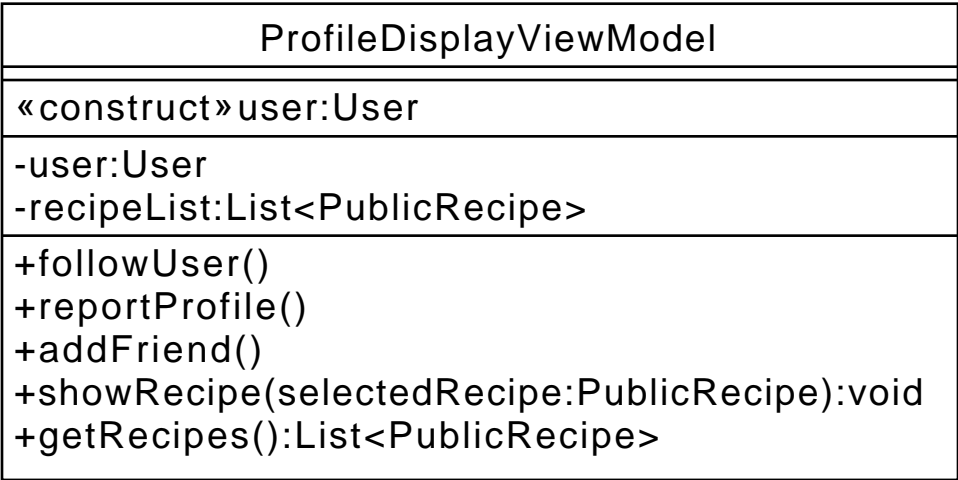 ProfileDisplayViewModel
«construct»user:User
-user:User
-recipeList:List<PublicRecipe>
+followUser()
+reportProfile()
+addFriend()
+showRecipe(selectedRecipe:PublicRecipe):void
+getRecipes():List<PublicRecipe>